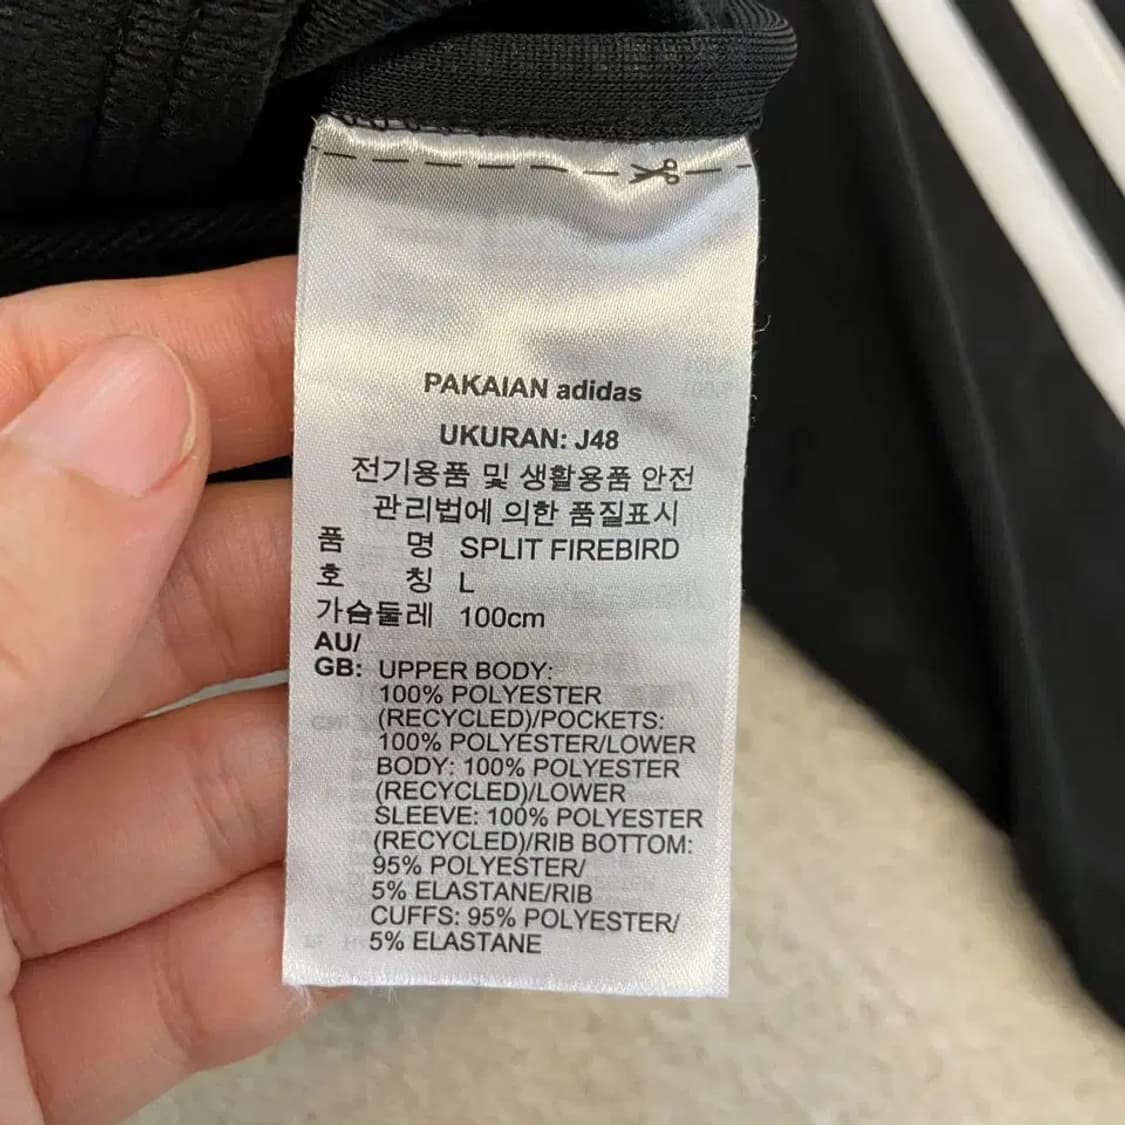 PAKAIAN adidas
UKURAN: J48
전기용품 및 생활용품 안전
관리법에 의한 품질표시
품 명 SPLIT FIREBIRD
호 칭 L
가슴둘레 100cm
AU/
GB: UPPER BODY:
100% POLYESTER
(RECYCLED)/POCKETS:
100% POLYESTER/LOWER
BODY: 100% POLYESTER
(RECYCLED)/LOWER
SLEEVE: 100% POLYESTER
(RECYCLED)/RIB BOTTOM:
95% POLYESTER/
5% ELASTANE/RIB
CUFFS: 95% POLYESTER/
5% ELASTANE